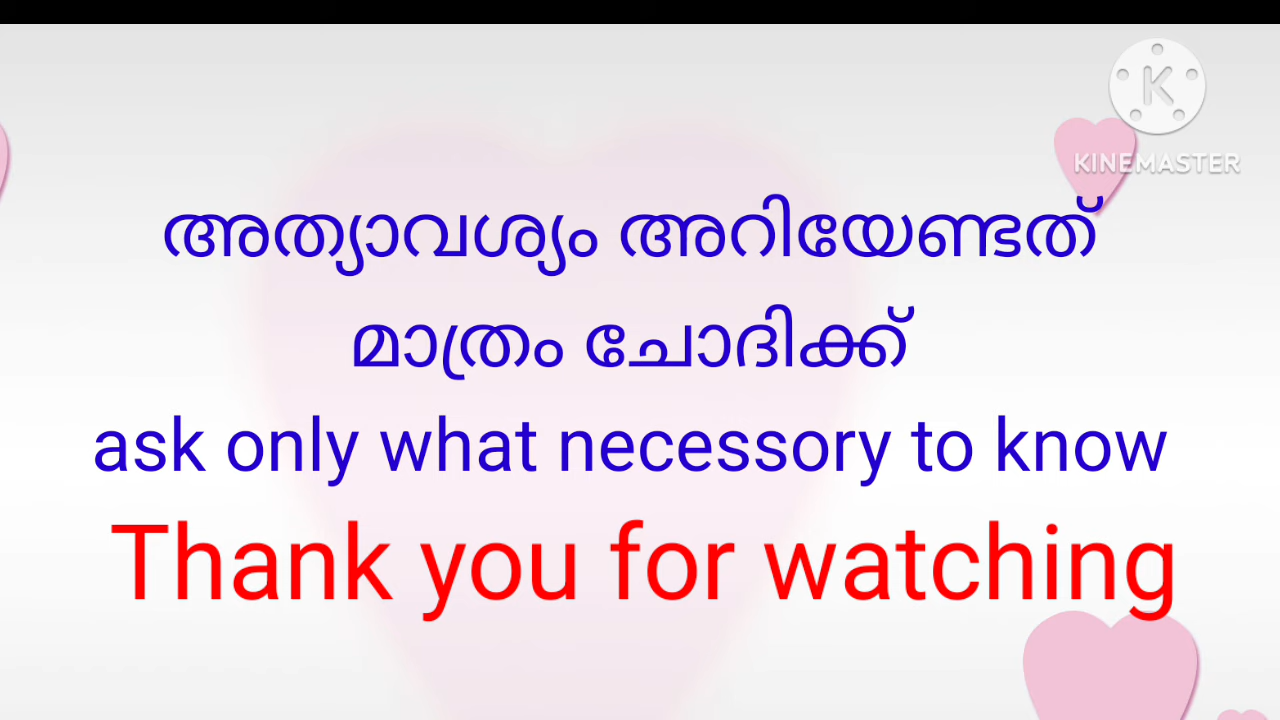 KINEMASTER
അത്യാവശ്യം അറിയേണ്ടത്
മാത്രം ചോദിക്ക്
ask only what necessory to know
Thank you for watching